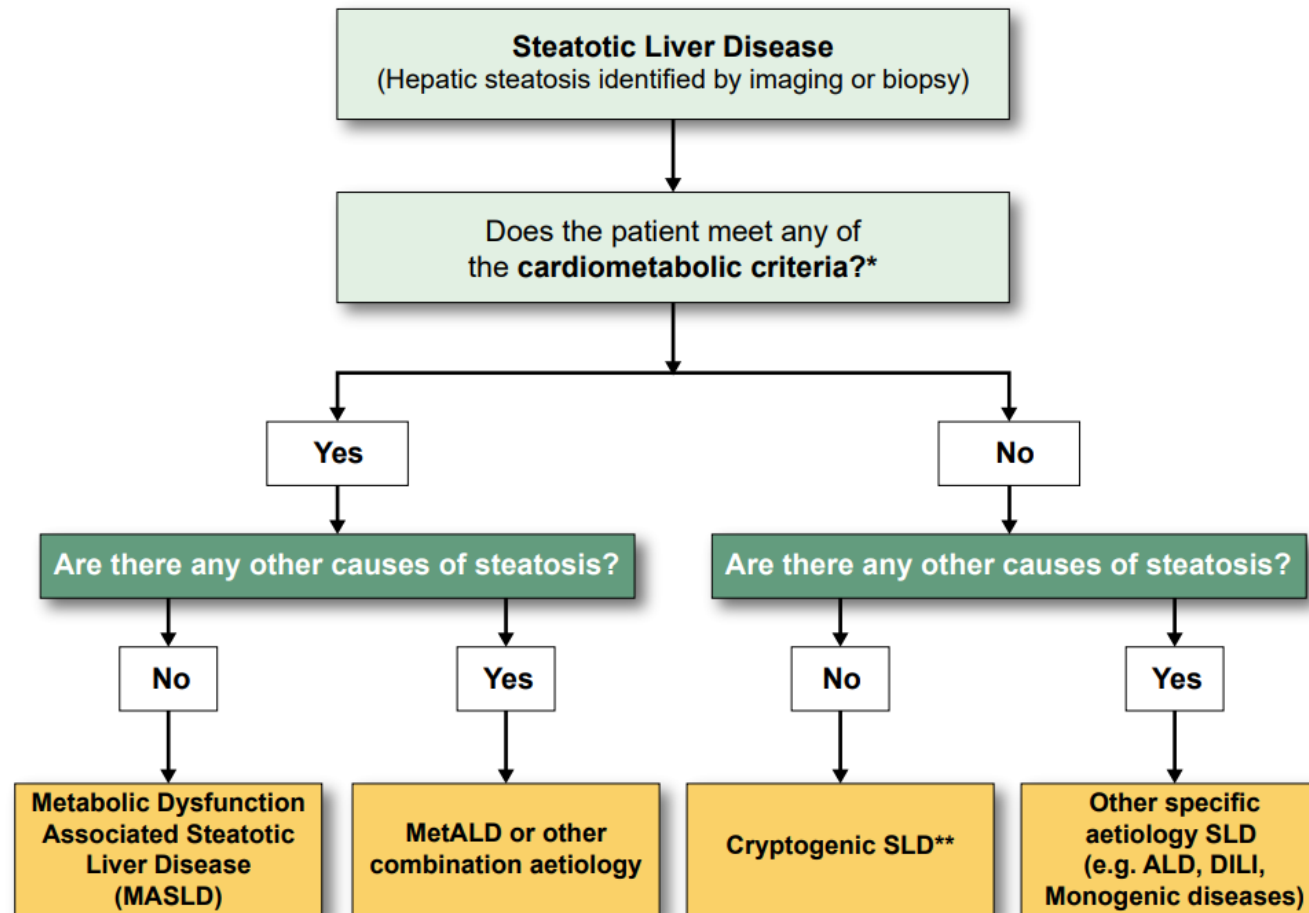 Steatotic Liver Disease
(Hepatic steatosis identified by imaging or biopsy)
Does the patient meet any of
the cardiometabolic criteria?*
Yes
No
Are there any other causes of steatosis?
Are there any other causes of steatosis?
No
Yes
No
Yes
Metabolic Dysfunction
Associated Steatotic
Liver Disease
(MASLD)
MetALD or other
combination aetiology
Cryptogenic SLD**
Other specific
aetiology SLD
(e.g. ALD, DILI,
Monogenic diseases)